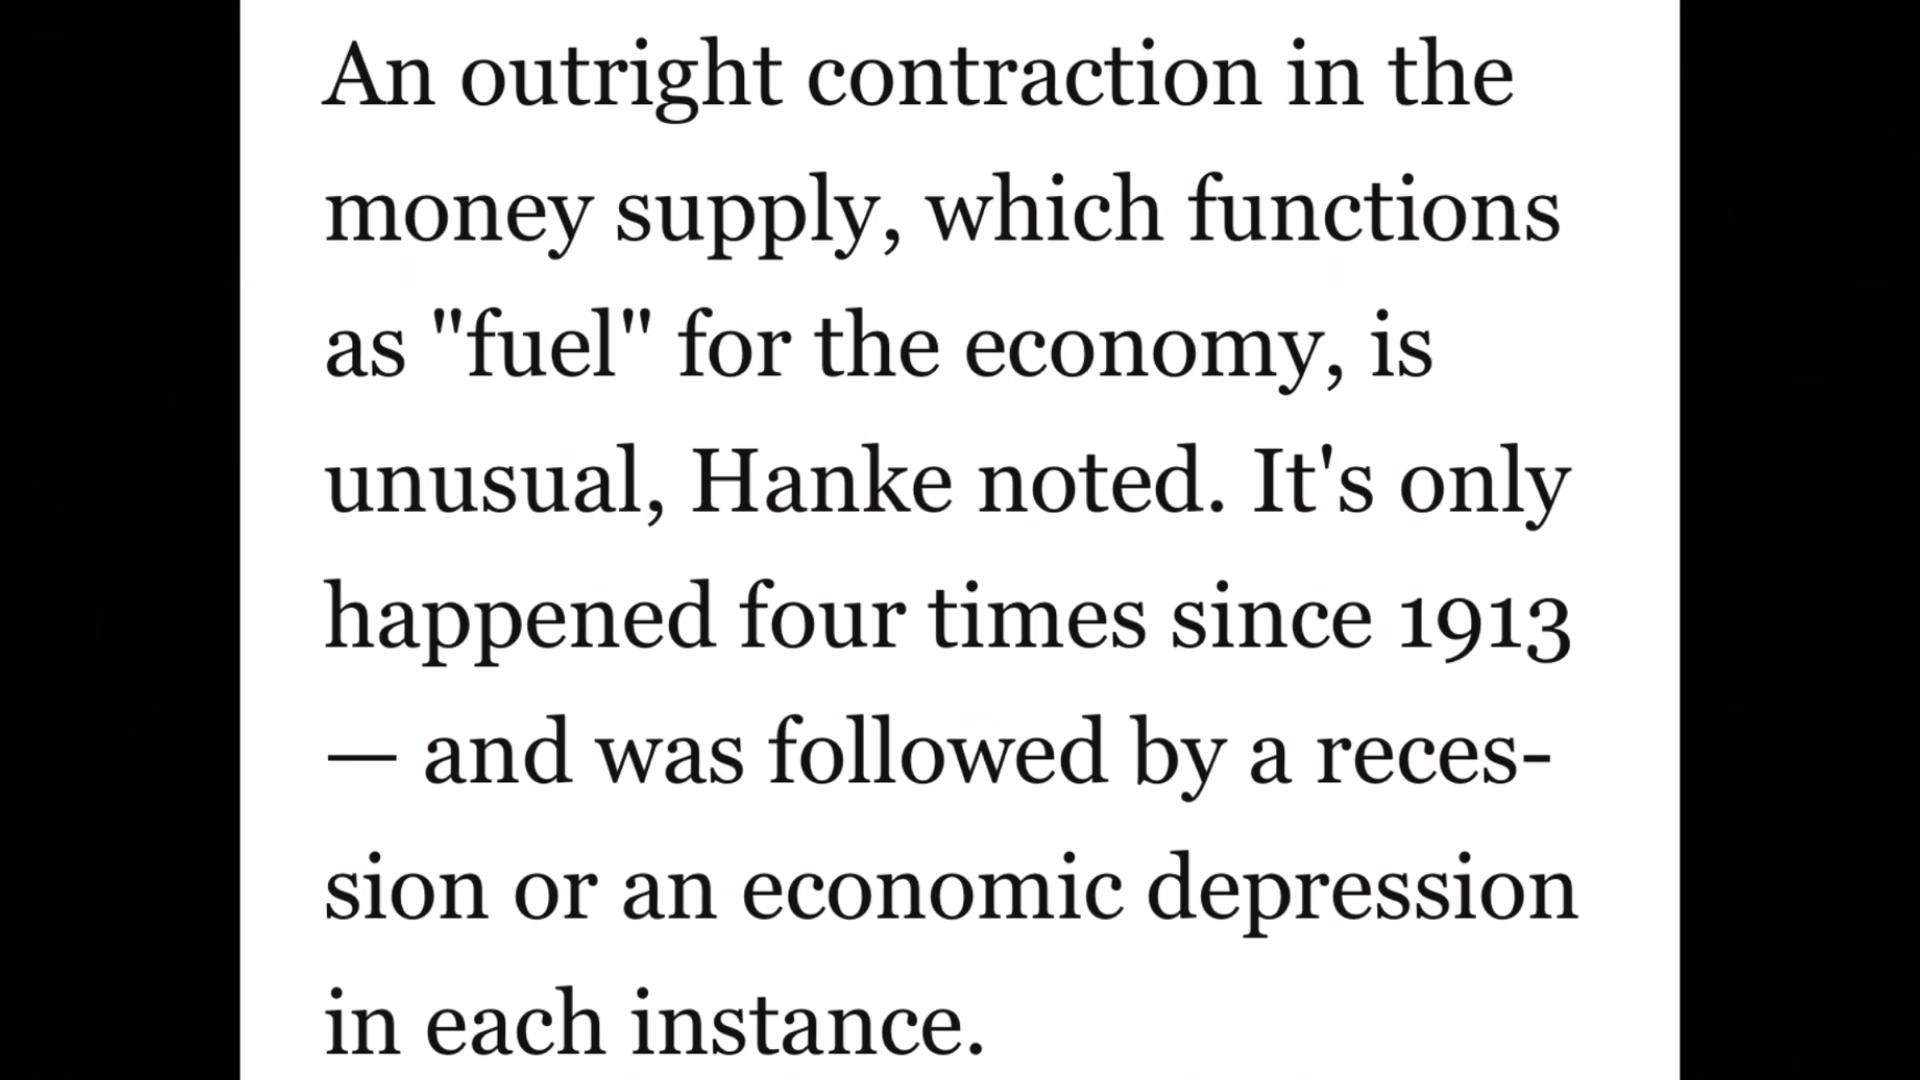 An outright contraction in the
money supply, which functions
as "fuel" for the economy, is
unusual, Hanke noted. It's only
happened four times since 1913
— and was followed by a reces-
sion or an economic depression
in each instance.